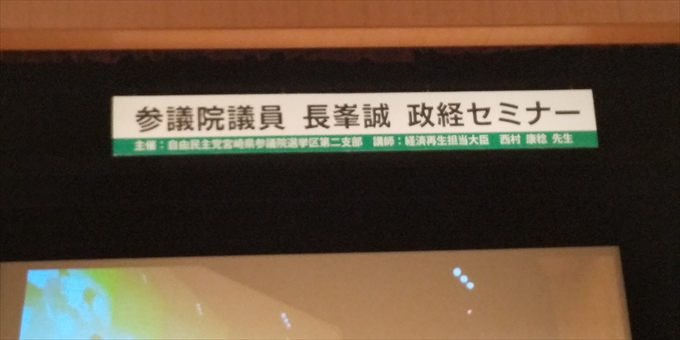 参議院議員 長峯誠 政経セミナー
主催：自由民主党宮崎県参議院選挙区第二支部 講師：経済再生担当大臣 西村 康稔 先生